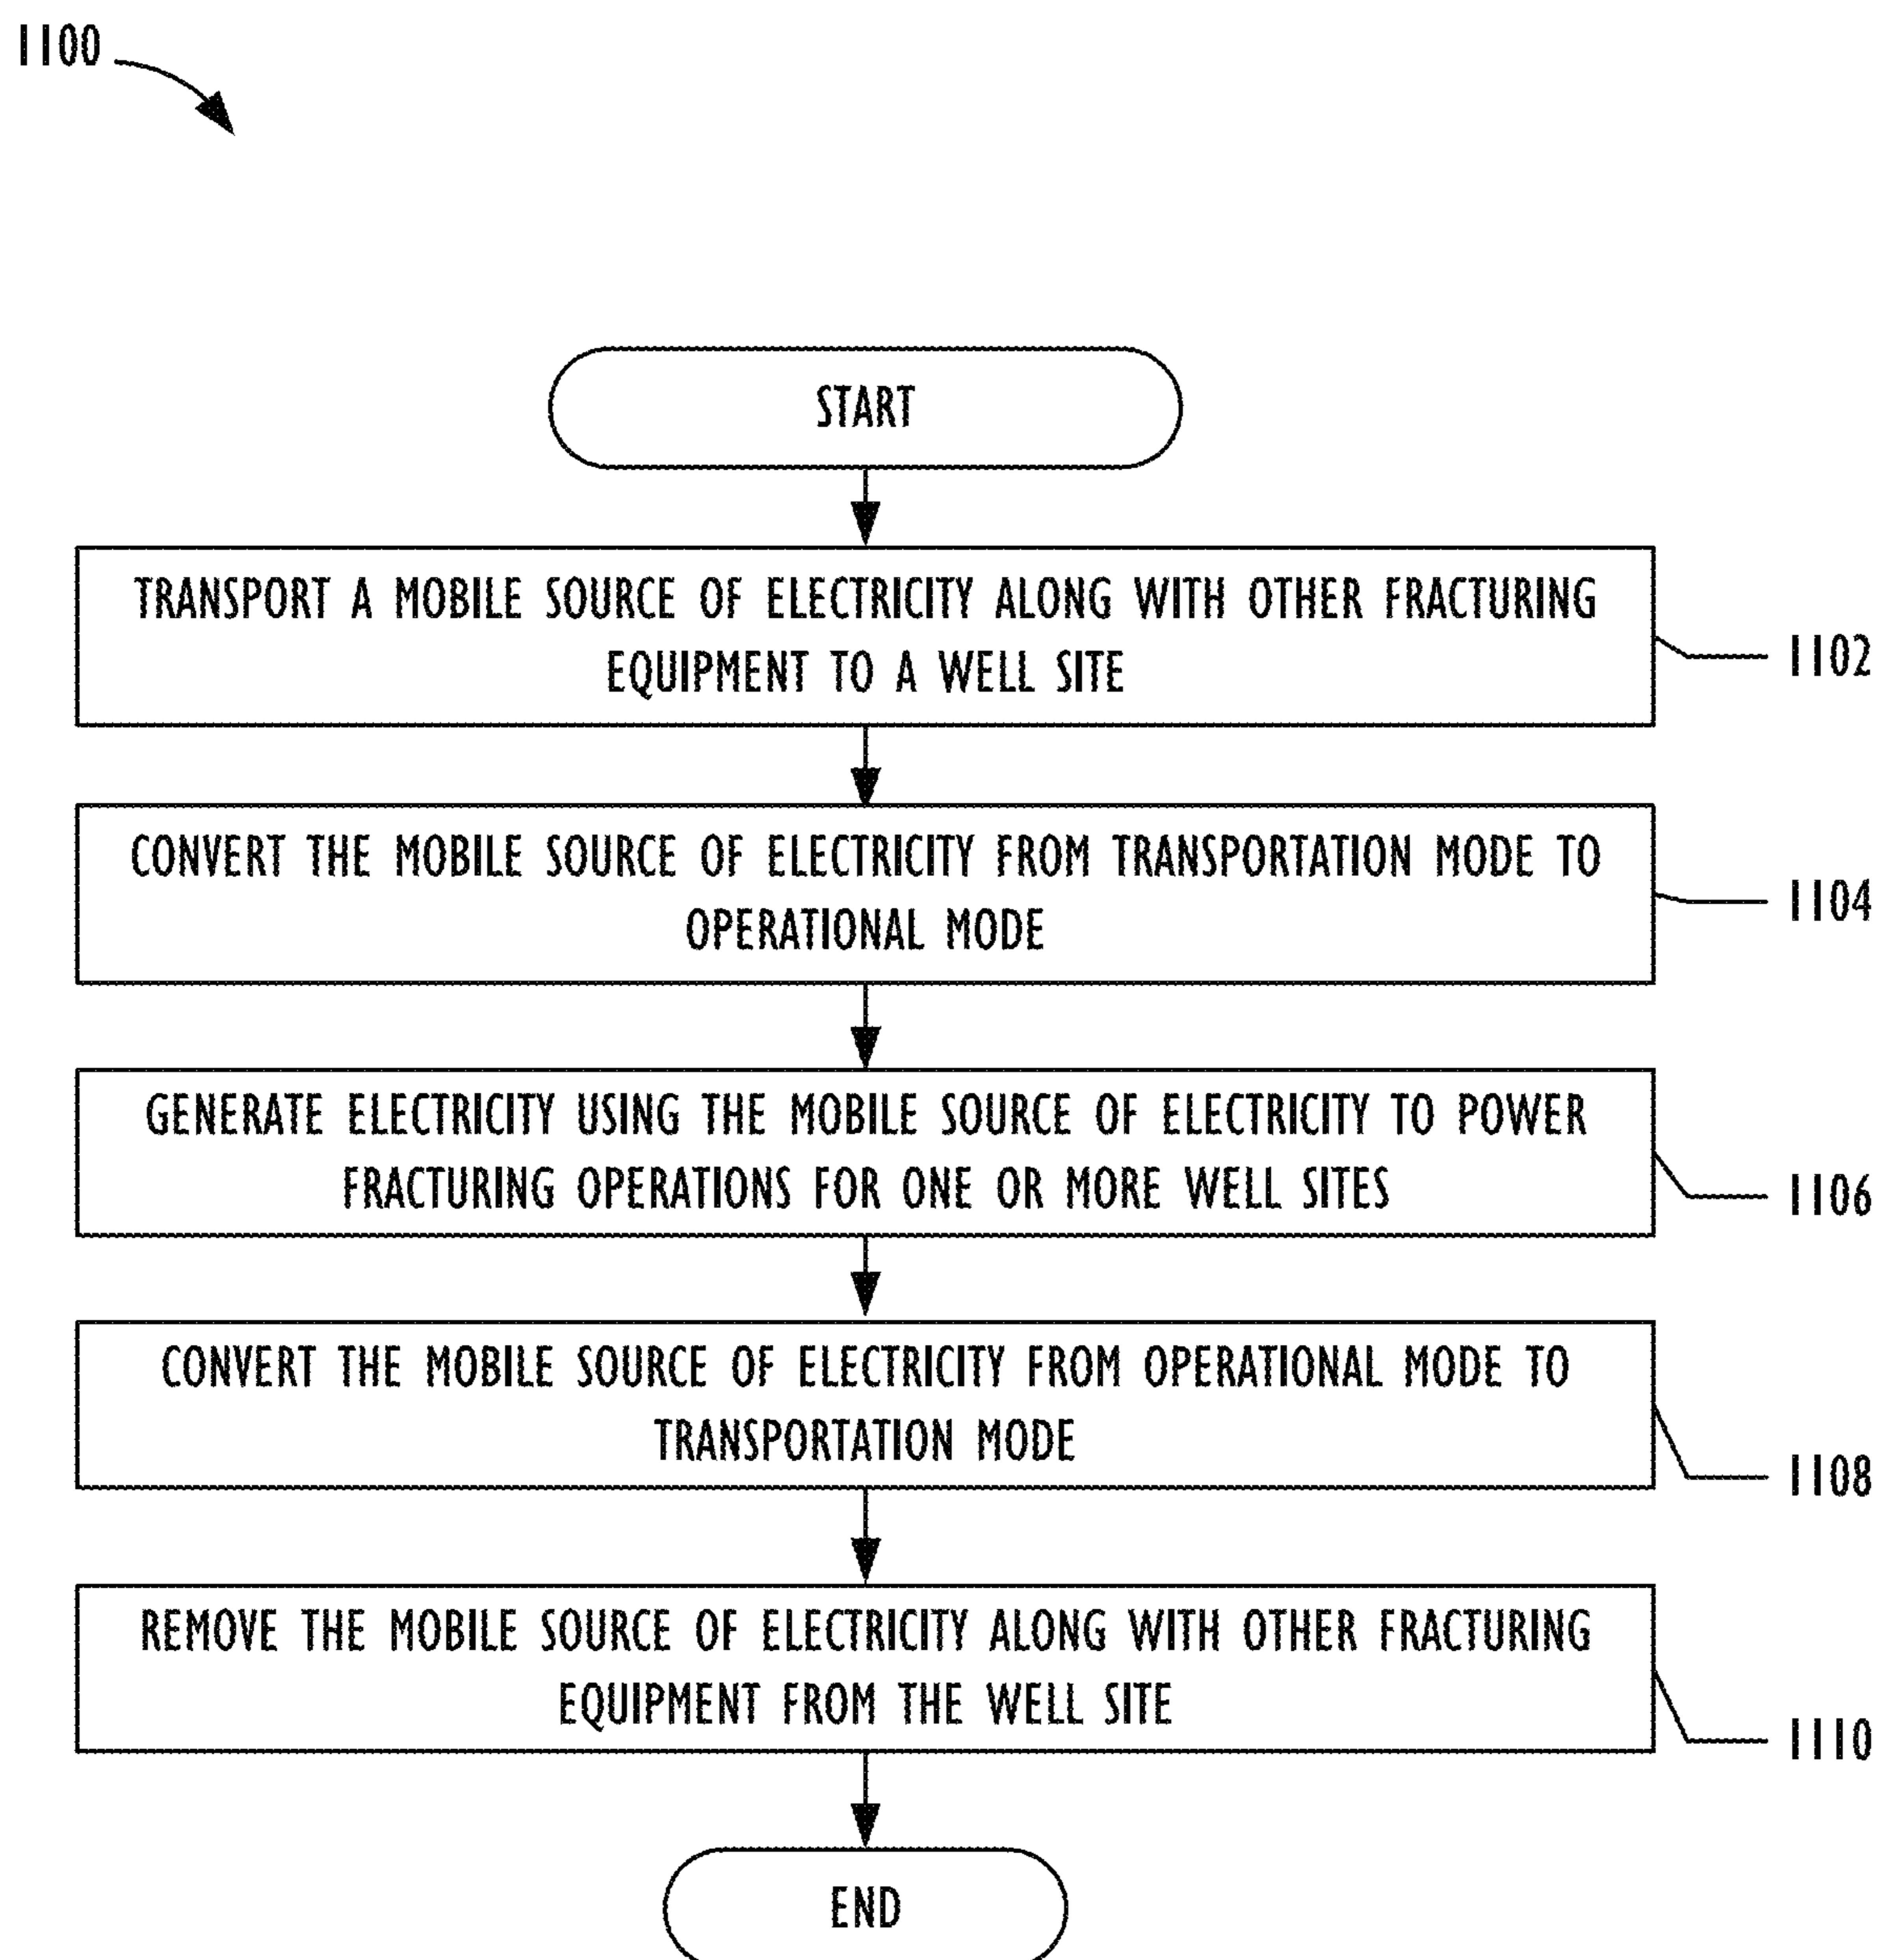 1100
START
TRANSPORT A MOBILE SOURCE OF ELECTRICITY ALONG WITH OTHER FRACTURING
EQUIPMENT TO A WELL SITE
1102
CONVERT THE MOBILE SOURCE OF ELECTRICITY FROM TRANSPORTATION MODE TO
OPERATIONAL MODE
1104
GENERATE ELECTRICITY USING THE MOBILE SOURCE OF ELECTRICITY TO POWER
FRACTURING OPERATIONS FOR ONE OR MORE WELL SITES
1106
CONVERT THE MOBILE SOURCE OF ELECTRICITY FROM OPERATIONAL MODE TO
TRANSPORTATION MODE
1108
REMOVE THE MOBILE SOURCE OF ELECTRICITY ALONG WITH OTHER FRACTURING
EQUIPMENT FROM THE WELL SITE
1110
END